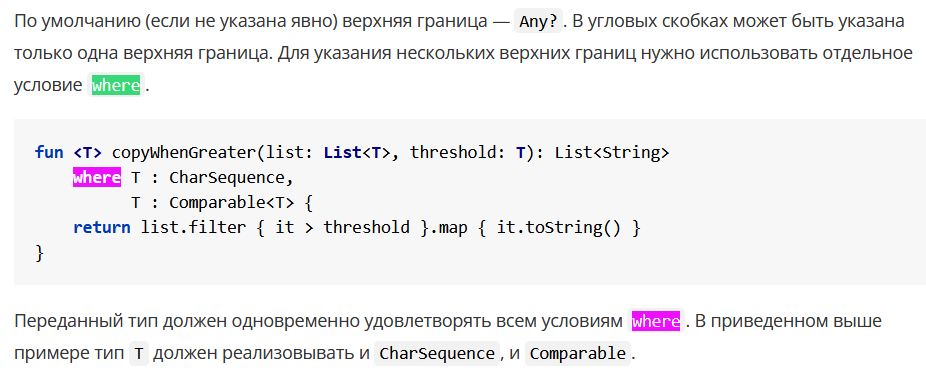 По умолчанию (если не указана явно) верхняя граница — Any?. В угловых скобках может быть указана
только одна верхняя граница. Для указания нескольких верхних границ нужно использовать отдельное
условие where.
fun <T> copyWhenGreater(list: List<T>, threshold: T): List<String>
    where T : CharSequence,
          T : Comparable<T> {
    return list.filter { it > threshold }.map { it.toString() }
}
Переданный тип должен одновременно удовлетворять всем условиям where. В приведенном выше
примере тип T должен реализовывать и CharSequence, и Comparable.